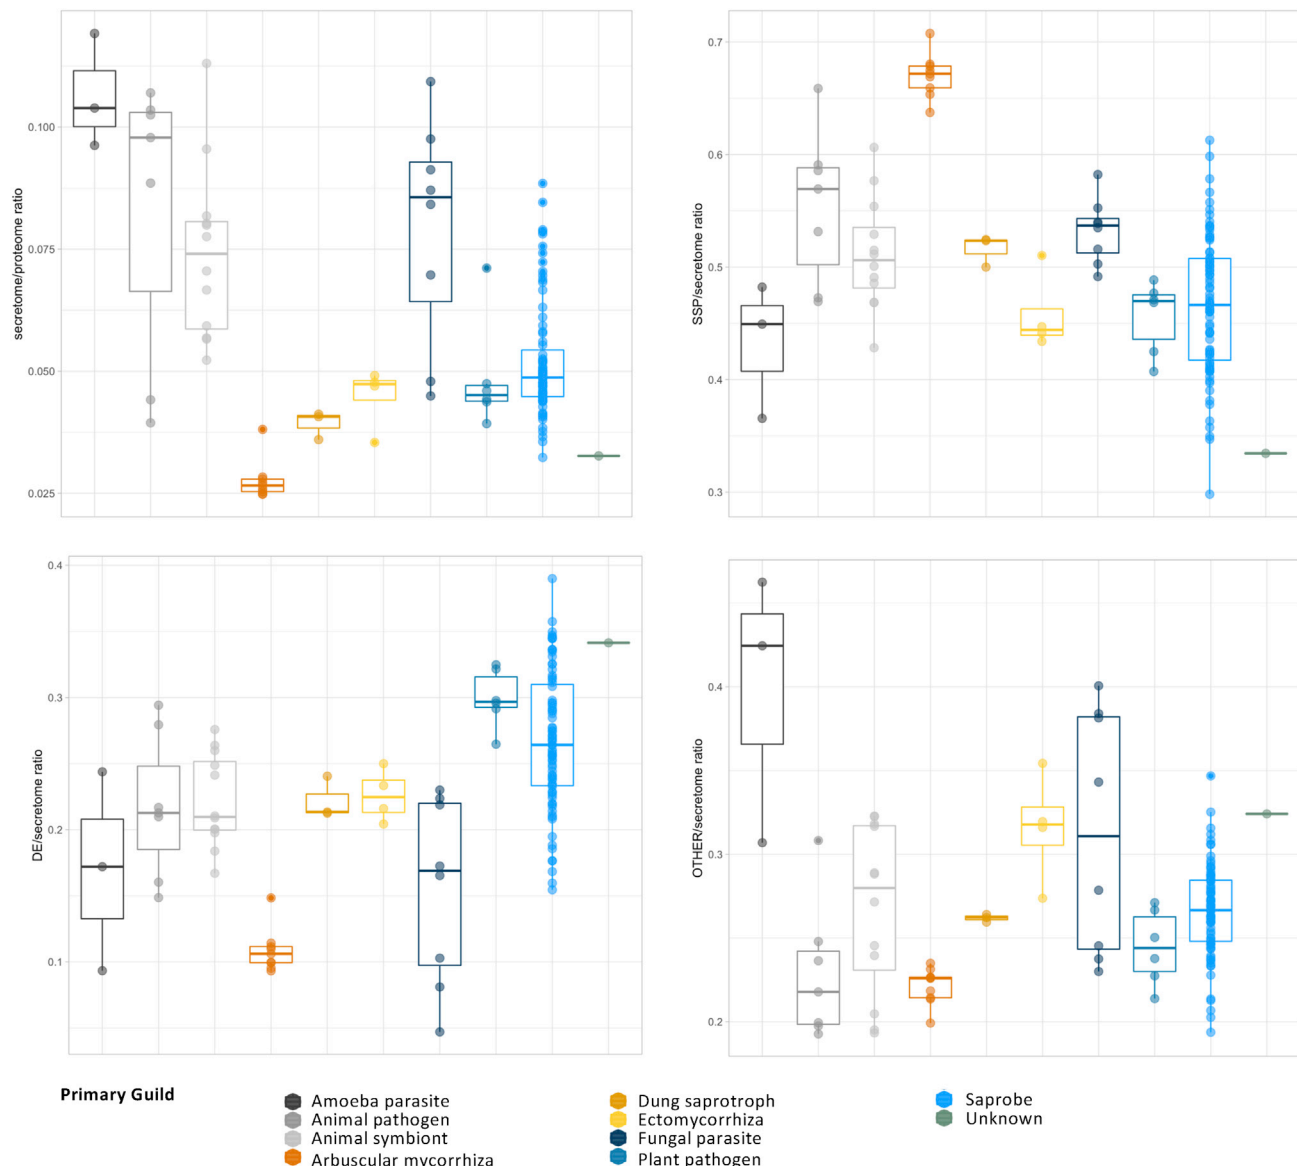 secretome/proteome ratio
0.100
0.075
0.050
0.025
SSP/secretome ratio
0.7
0.6
0.5
0.4
0.3
DE/secretome ratio
0.4
0.3
0.2
0.1
OTHER/secretome ratio
0.4
0.3
0.2
Primary Guild
Amoeba parasite
Animal pathogen
Animal symbiont
Arbuscular mycorrhiza
Dung saprotroph
Ectomycorrhiza
Fungal parasite
Plant pathogen
Saprobe
Unknown